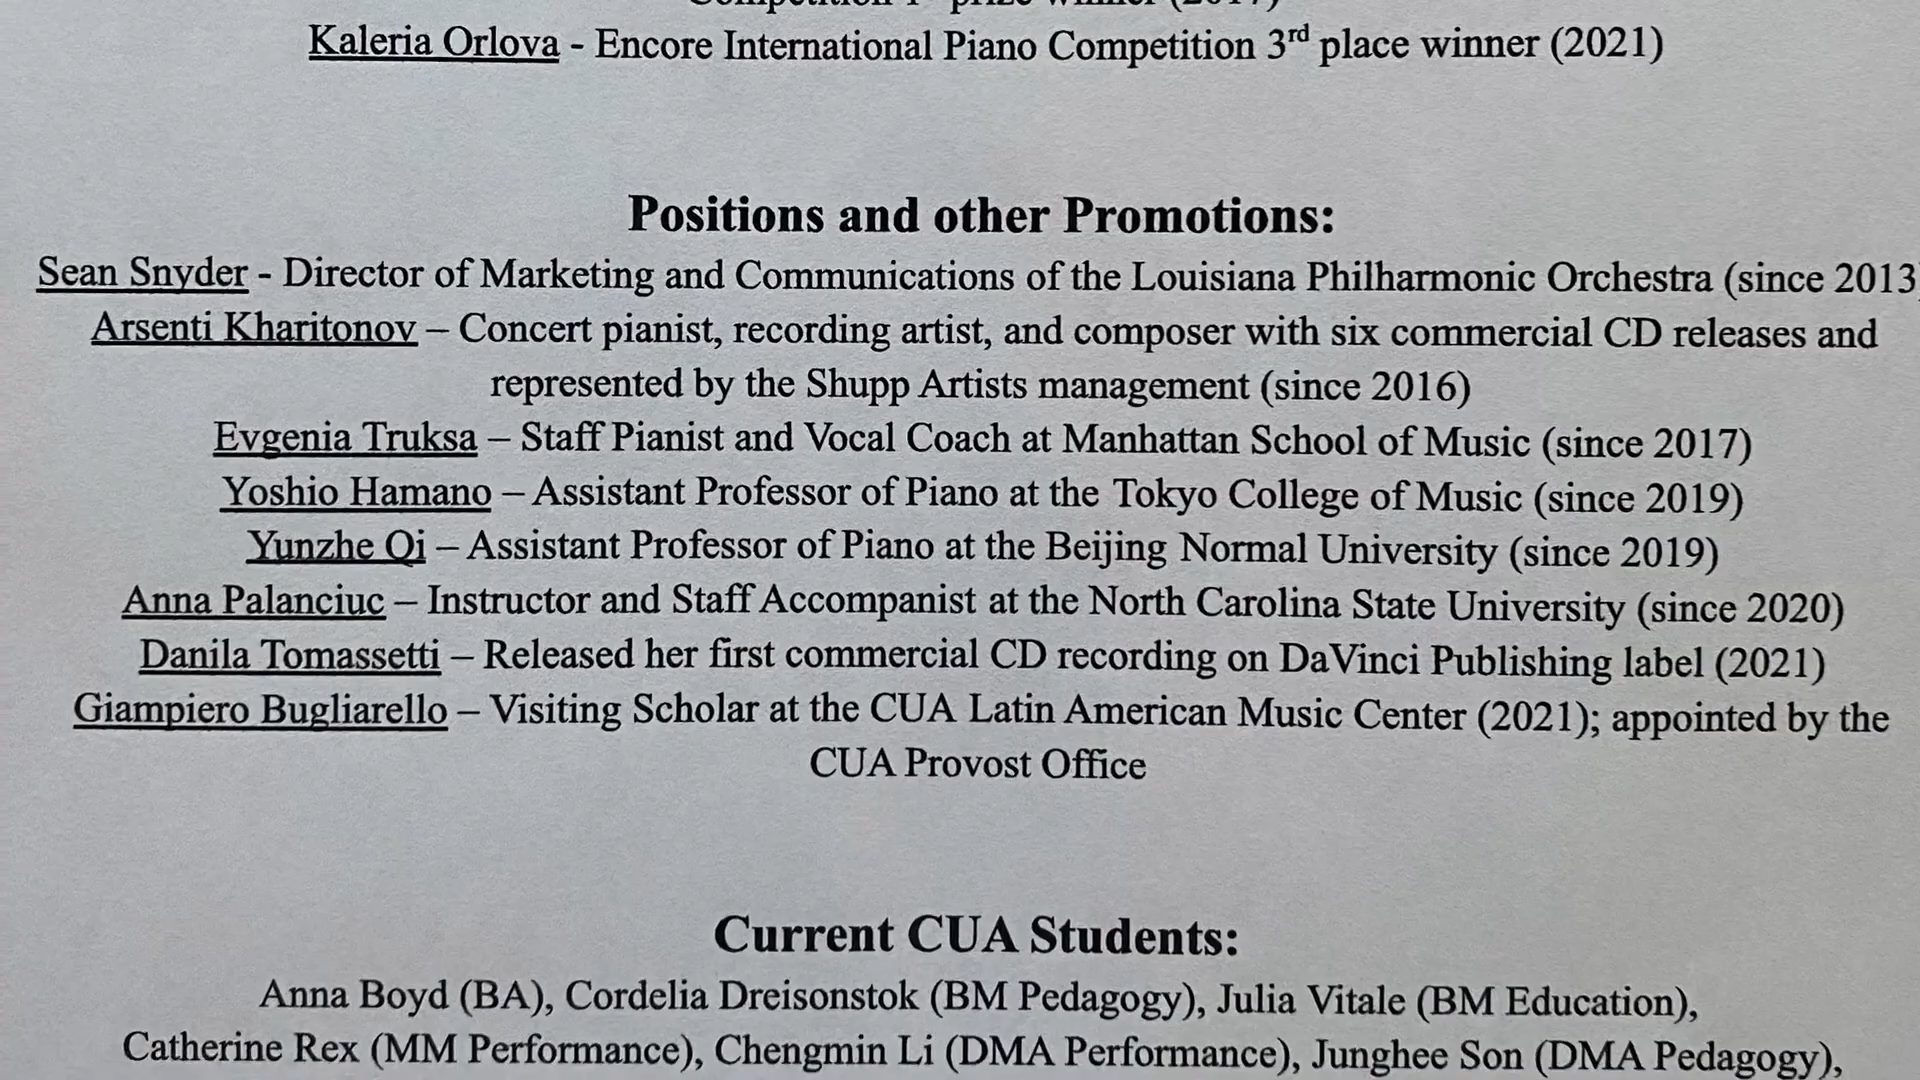 Competition 1st prize winner (2017)
Kaleria Orlova - Encore International Piano Competition 3rd place winner (2021)
Positions and other Promotions:
Sean Snyder - Director of Marketing and Communications of the Louisiana Philharmonic Orchestra (since 2013)
Arsenti Kharitonov – Concert pianist, recording artist, and composer with six commercial CD releases and
represented by the Shupp Artists management (since 2016)
Evgenia Truksa – Staff Pianist and Vocal Coach at Manhattan School of Music (since 2017)
Yoshio Hamano – Assistant Professor of Piano at the Tokyo College of Music (since 2019)
Yunzhe Qi – Assistant Professor of Piano at the Beijing Normal University (since 2019)
Anna Palanciuc – Instructor and Staff Accompanist at the North Carolina State University (since 2020)
Danila Tomassetti – Released her first commercial CD recording on DaVinci Publishing label (2021)
Giampiero Bugliarello – Visiting Scholar at the CUA Latin American Music Center (2021); appointed by the
CUA Provost Office
Current CUA Students:
Anna Boyd (BA), Cordelia Dreisonstok (BM Pedagogy), Julia Vitale (BM Education),
Catherine Rex (MM Performance), Chengmin Li (DMA Performance), Junghee Son (DMA Pedagogy),